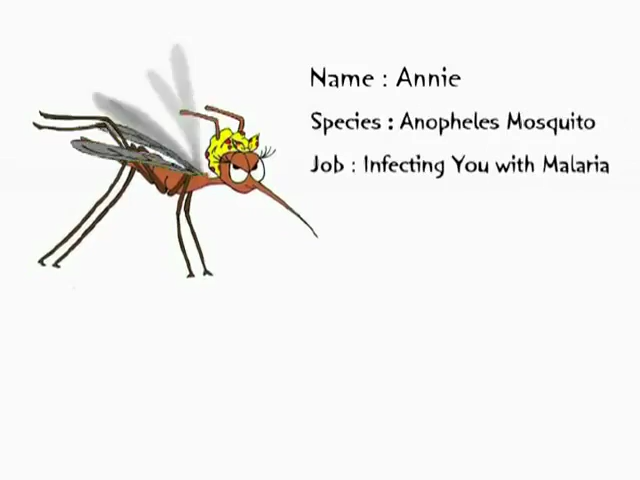 Name : Annie
Species : Anopheles Mosquito
Job : Infecting You with Malaria